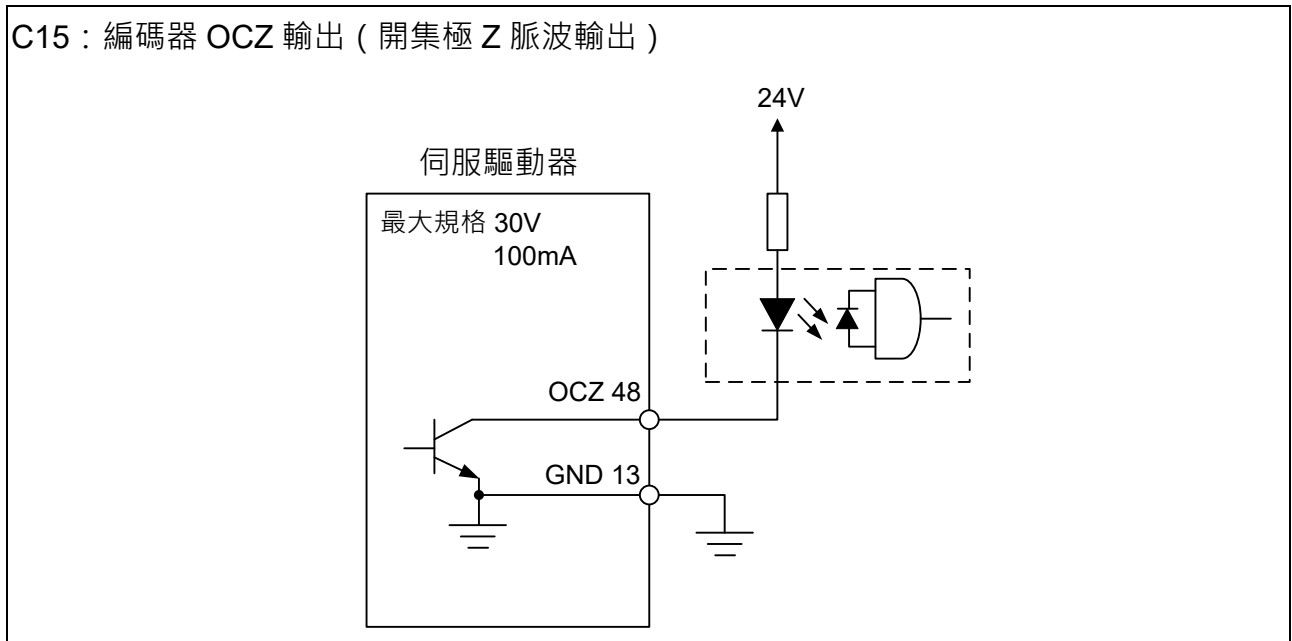 C15：編碼器 OCZ 輸出（開集極 Z 脈波輸出）
24V
伺服驅動器
最大規格 30V
100mA
OCZ 48
GND 13